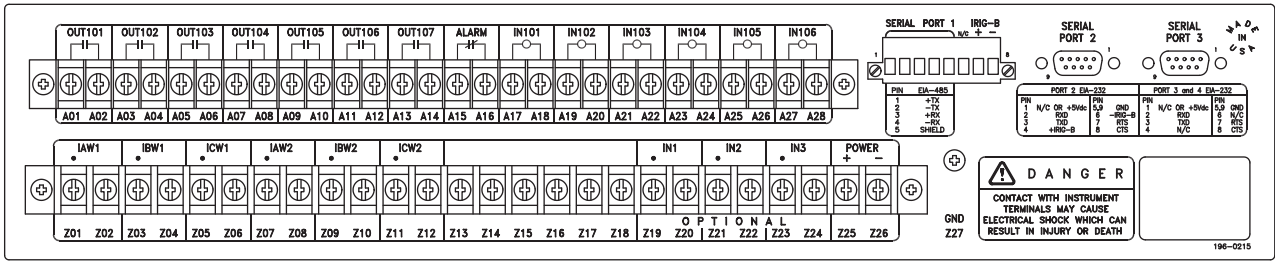 OUT101 OUT102 OUT103 OUT104 OUT105 OUT106 OUT107 ALARM IN101 IN102 IN103 IN104 IN105 IN106
A01 A02 A03 A04 A05 A06 A07 A08 A09 A10 A11 A12 A13 A14 A15 A16 A17 A18 A19 A20 A21 A22 A23 A24 A25 A26 A27 A28
SERIAL PORT 1 IRIG-B
N/C + −
1 8
PIN EIA-485
1 +TX
2 −TX
3 +RX
4 −RX
5 SHIELD
SERIAL
PORT 2
1
9
SERIAL
PORT 3
1
9
MADE
IN
USA
PORT 2 EIA-232
PIN PIN
1 N/C OR +5Vdc 5,9 GND
2 RXD 6 −IRIG-B
3 TXD 7 RTS
4 +IRIG-B 8 CTS
PORT 3 and 4 EIA-232
PIN PIN
1 N/C OR +5Vdc 5,9 GND
2 RXD 6 N/C
3 TXD 7 RTS
4 N/C 8 CTS
IAW1 IBW1 ICW1 IAW2 IBW2 ICW2 IN1 IN2 IN3 POWER
+ −
OPTIONAL
Z01 Z02 Z03 Z04 Z05 Z06 Z07 Z08 Z09 Z10 Z11 Z12 Z13 Z14 Z15 Z16 Z17 Z18 Z19 Z20 Z21 Z22 Z23 Z24 Z25 Z26
GND
Z27
DANGER
CONTACT WITH INSTRUMENT
TERMINALS MAY CAUSE
ELECTRICAL SHOCK WHICH CAN
RESULT IN INJURY OR DEATH
196-0215